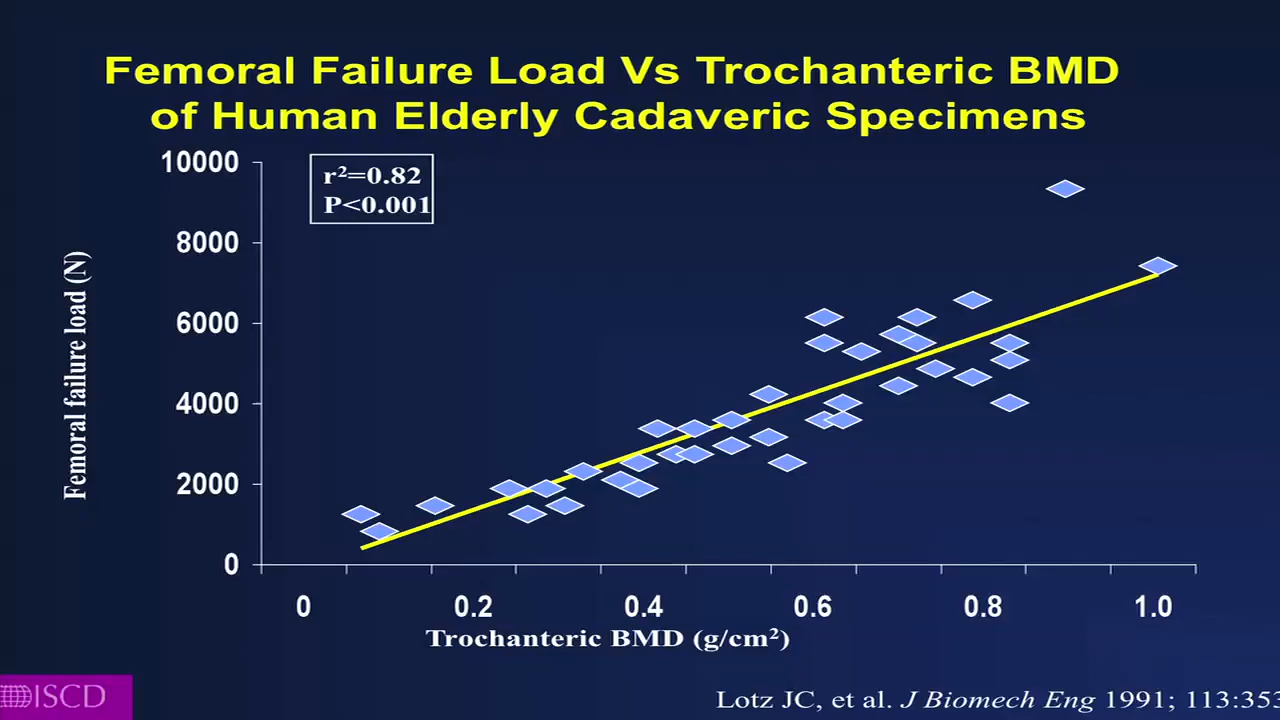 Femoral Failure Load Vs Trochanteric BMD
of Human Elderly Cadaveric Specimens
r²=0.82
P<0.001
10000
8000
6000
4000
2000
0
Femoral failure load (N)
0 0.2 0.4 0.6 0.8 1.0
Trochanteric BMD (g/cm²)
ISCD
Lotz JC, et al. J Biomech Eng 1991; 113:353